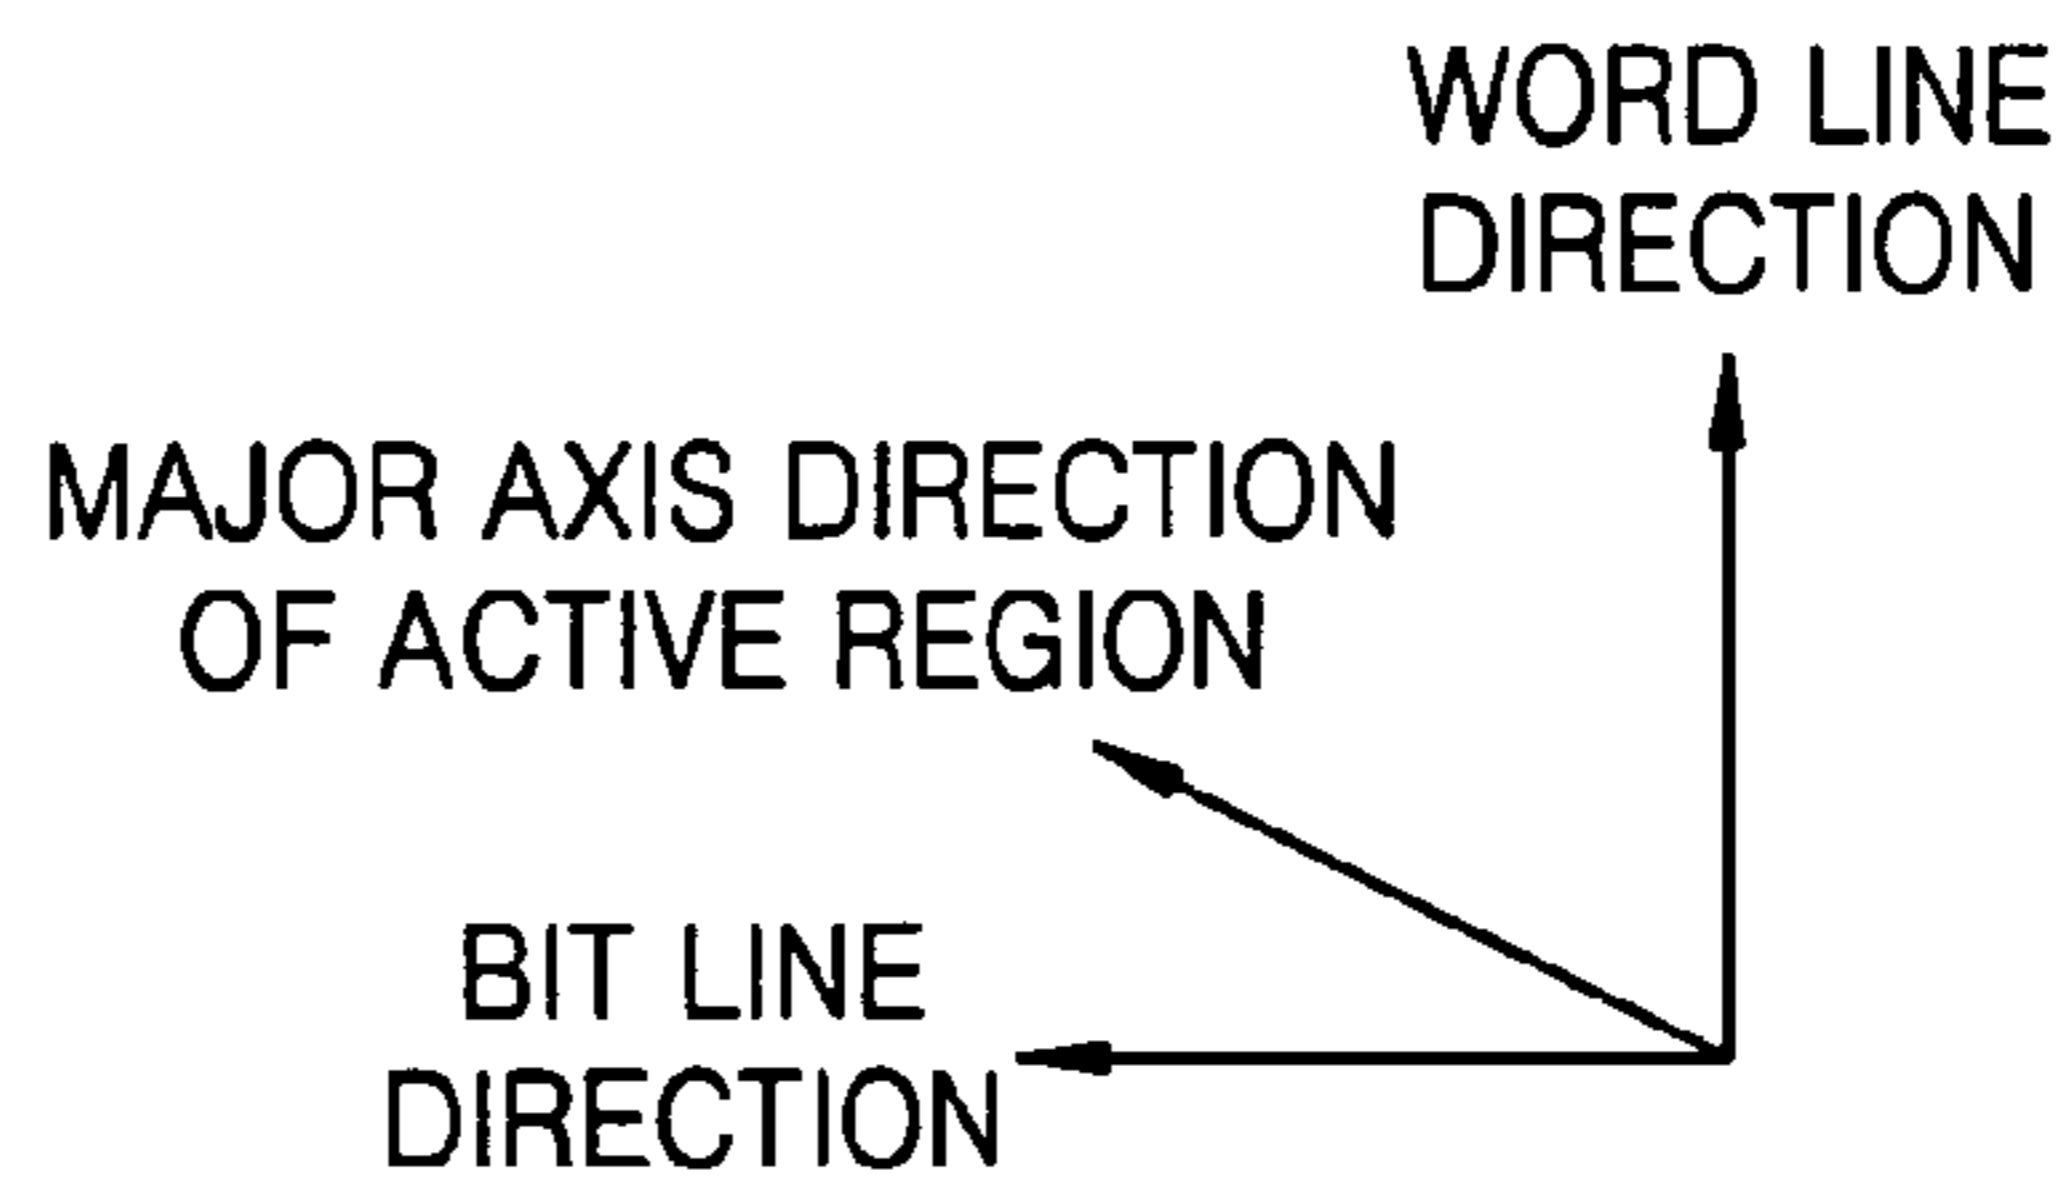 WORD LINE
DIRECTION
MAJOR AXIS DIRECTION
OF ACTIVE REGION
BIT LINE
DIRECTION